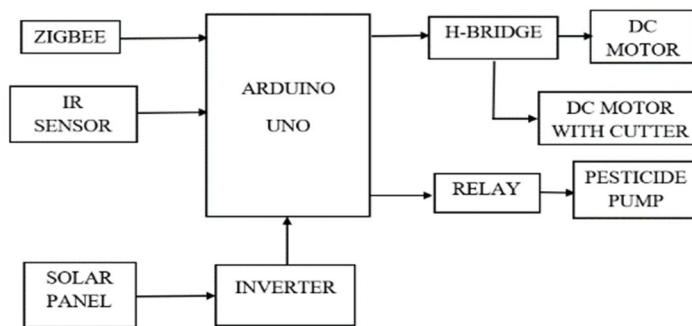 ZIGBEE
IR
SENSOR
ARDUINO
UNO
H-BRIDGE
DC
MOTOR
DC MOTOR
WITH CUTTER
RELAY
PESTICIDE
PUMP
SOLAR
PANEL
INVERTER